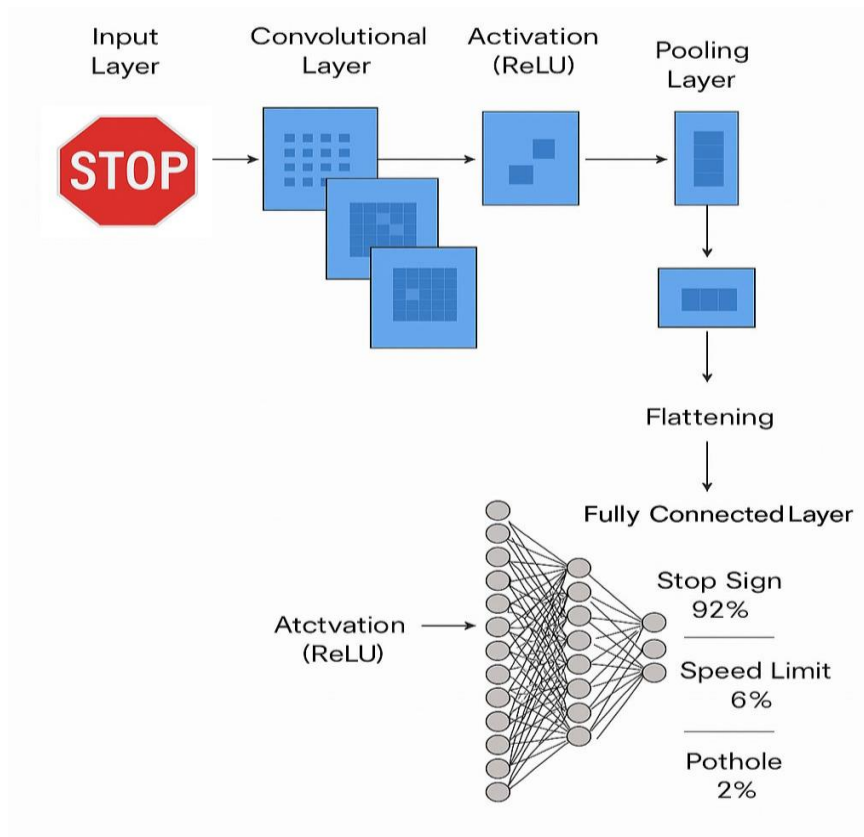 Input
Layer
Convolutional
Layer
Activation
(ReLU)
Pooling
Layer
STOP
Flattening
Fully Connected Layer
Stop Sign
92%
Atctvation
(ReLU)
Speed Limit
6%
Pothole
2%